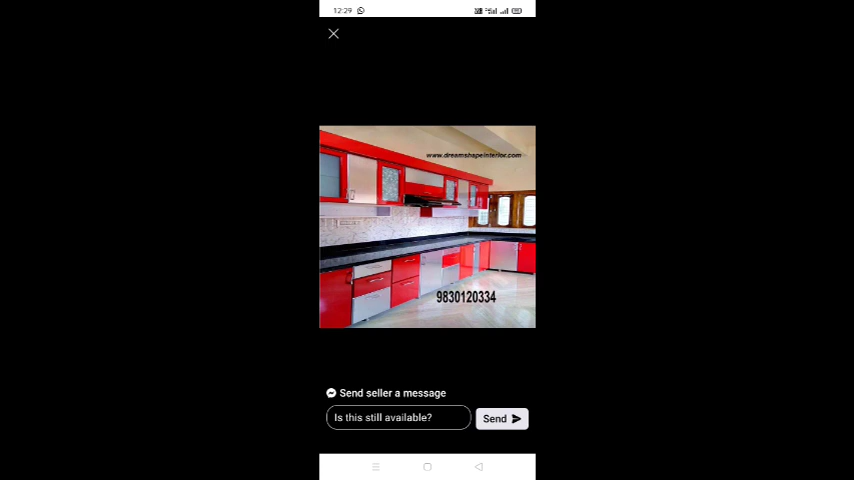 12:29
www.dreamshapeinterior.com
9830120334
Send seller a message
Is this still available?
Send